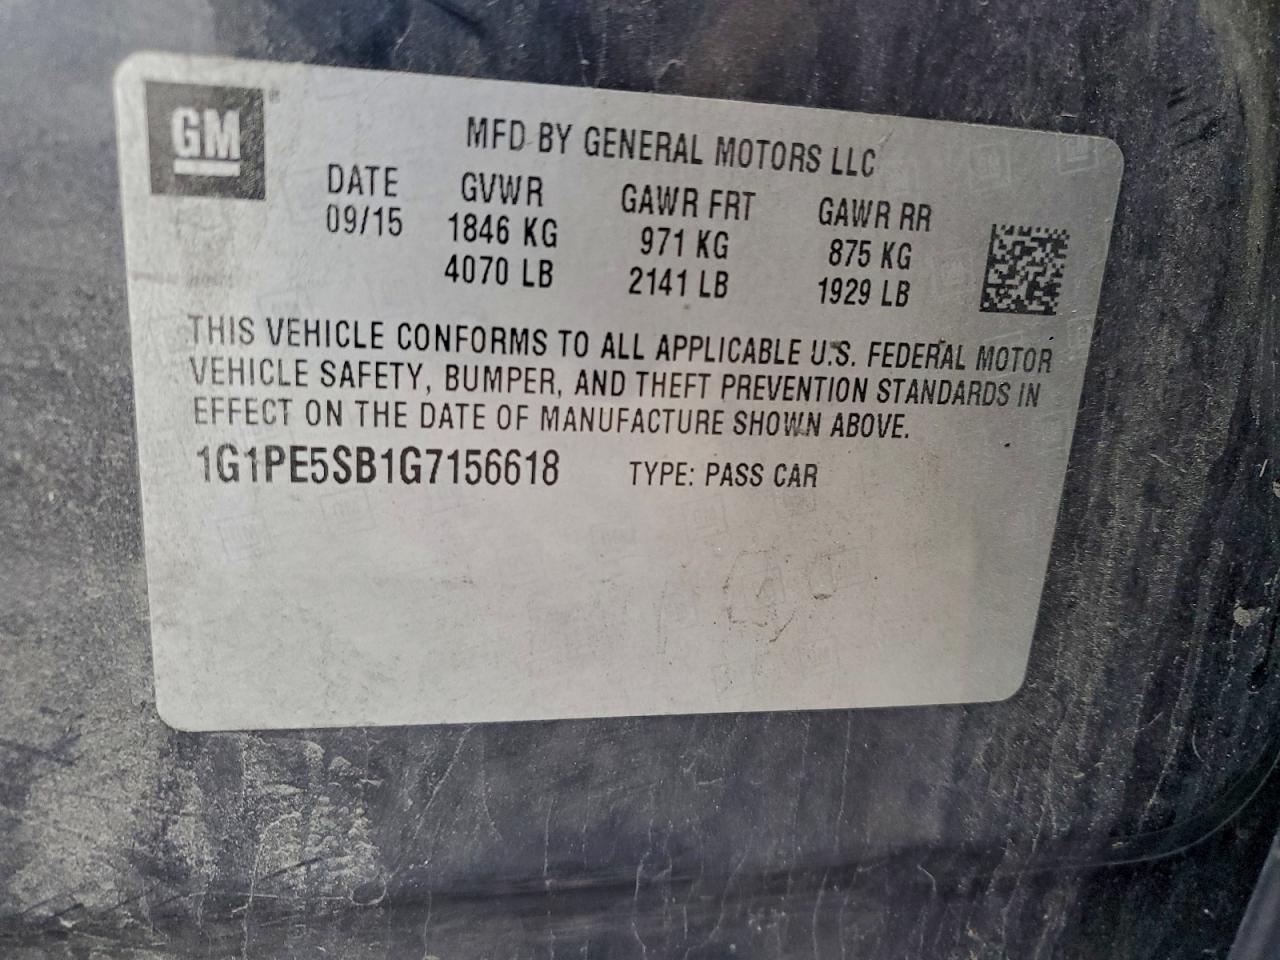 GM
MFD BY GENERAL MOTORS LLC
DATE GVWR GAWR FRT GAWR RR
09/15 1846 KG 971 KG 875 KG
4070 LB 2141 LB 1929 LB
THIS VEHICLE CONFORMS TO ALL APPLICABLE U.S. FEDERAL MOTOR
VEHICLE SAFETY, BUMPER, AND THEFT PREVENTION STANDARDS IN
EFFECT ON THE DATE OF MANUFACTURE SHOWN ABOVE.
1G1PE5SB1G7156618 TYPE: PASS CAR